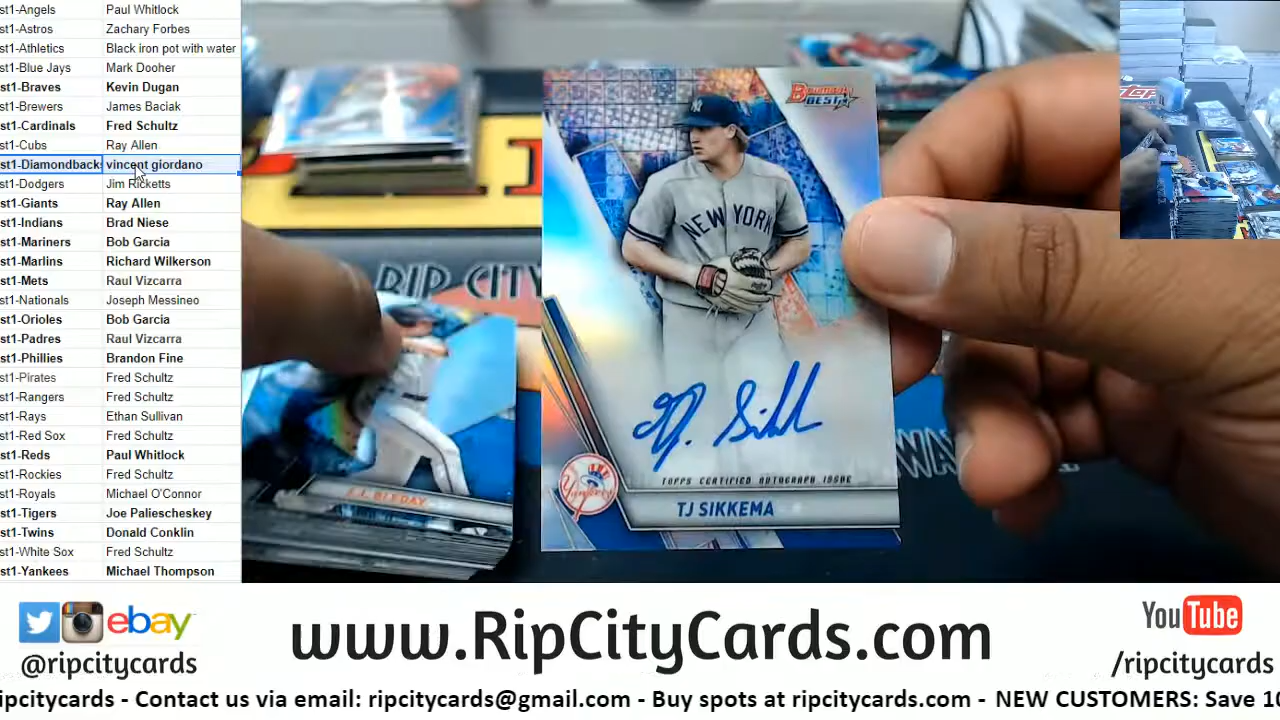 st1-Angels Paul Whitlock
st1-Astros Zachary Forbes
st1-Athletics Black iron pot with water
st1-Blue Jays Mark Dooher
st1-Braves Kevin Dugan
st1-Brewers James Baciak
st1-Cardinals Fred Schultz
st1-Cubs Ray Allen
st1-Diamondback vincent giordano
st1-Dodgers Jim Ricketts
st1-Giants Ray Allen
st1-Indians Brad Niese
st1-Mariners Bob Garcia
st1-Marlins Richard Wilkerson
st1-Mets Raul Vizcarra
st1-Nationals Joseph Messineo
st1-Orioles Bob Garcia
st1-Padres Raul Vizcarra
st1-Phillies Brandon Fine
st1-Pirates Fred Schultz
st1-Rangers Fred Schultz
st1-Rays Ethan Sullivan
st1-Red Sox Fred Schultz
st1-Reds Paul Whitlock
st1-Rockies Fred Schultz
st1-Royals Michael O'Connor
st1-Tigers Joe Paliescheskey
st1-Twins Donald Conklin
st1-White Sox Fred Schultz
st1-Yankees Michael Thompson
BOWMAN'S
BEST
NEW YORK
RIP CITY
WAY
TJ. Sikk
TOPPS CERTIFIED AUTOGRAPH ISSUE
Yankees
TJ SIKKEMA
J.J. BLEDAY
ebay
@ripcitycards
www.RipCityCards.com
YouTube
/ripcitycards
ipcitycards - Contact us via email: ripcitycards@gmail.com - Buy spots at ripcitycards.com - NEW CUSTOMERS: Save 10